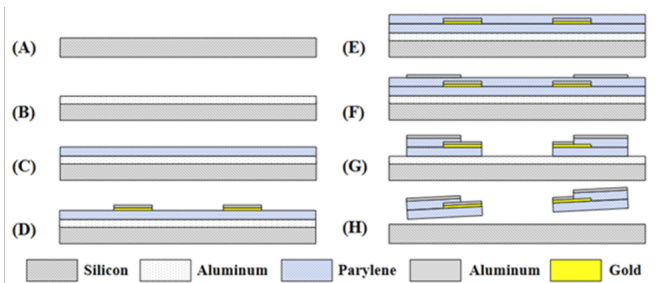 (A)
(B)
(C)
(D)
(E)
(F)
(G)
(H)
Silicon Aluminum Parylene Aluminum Gold